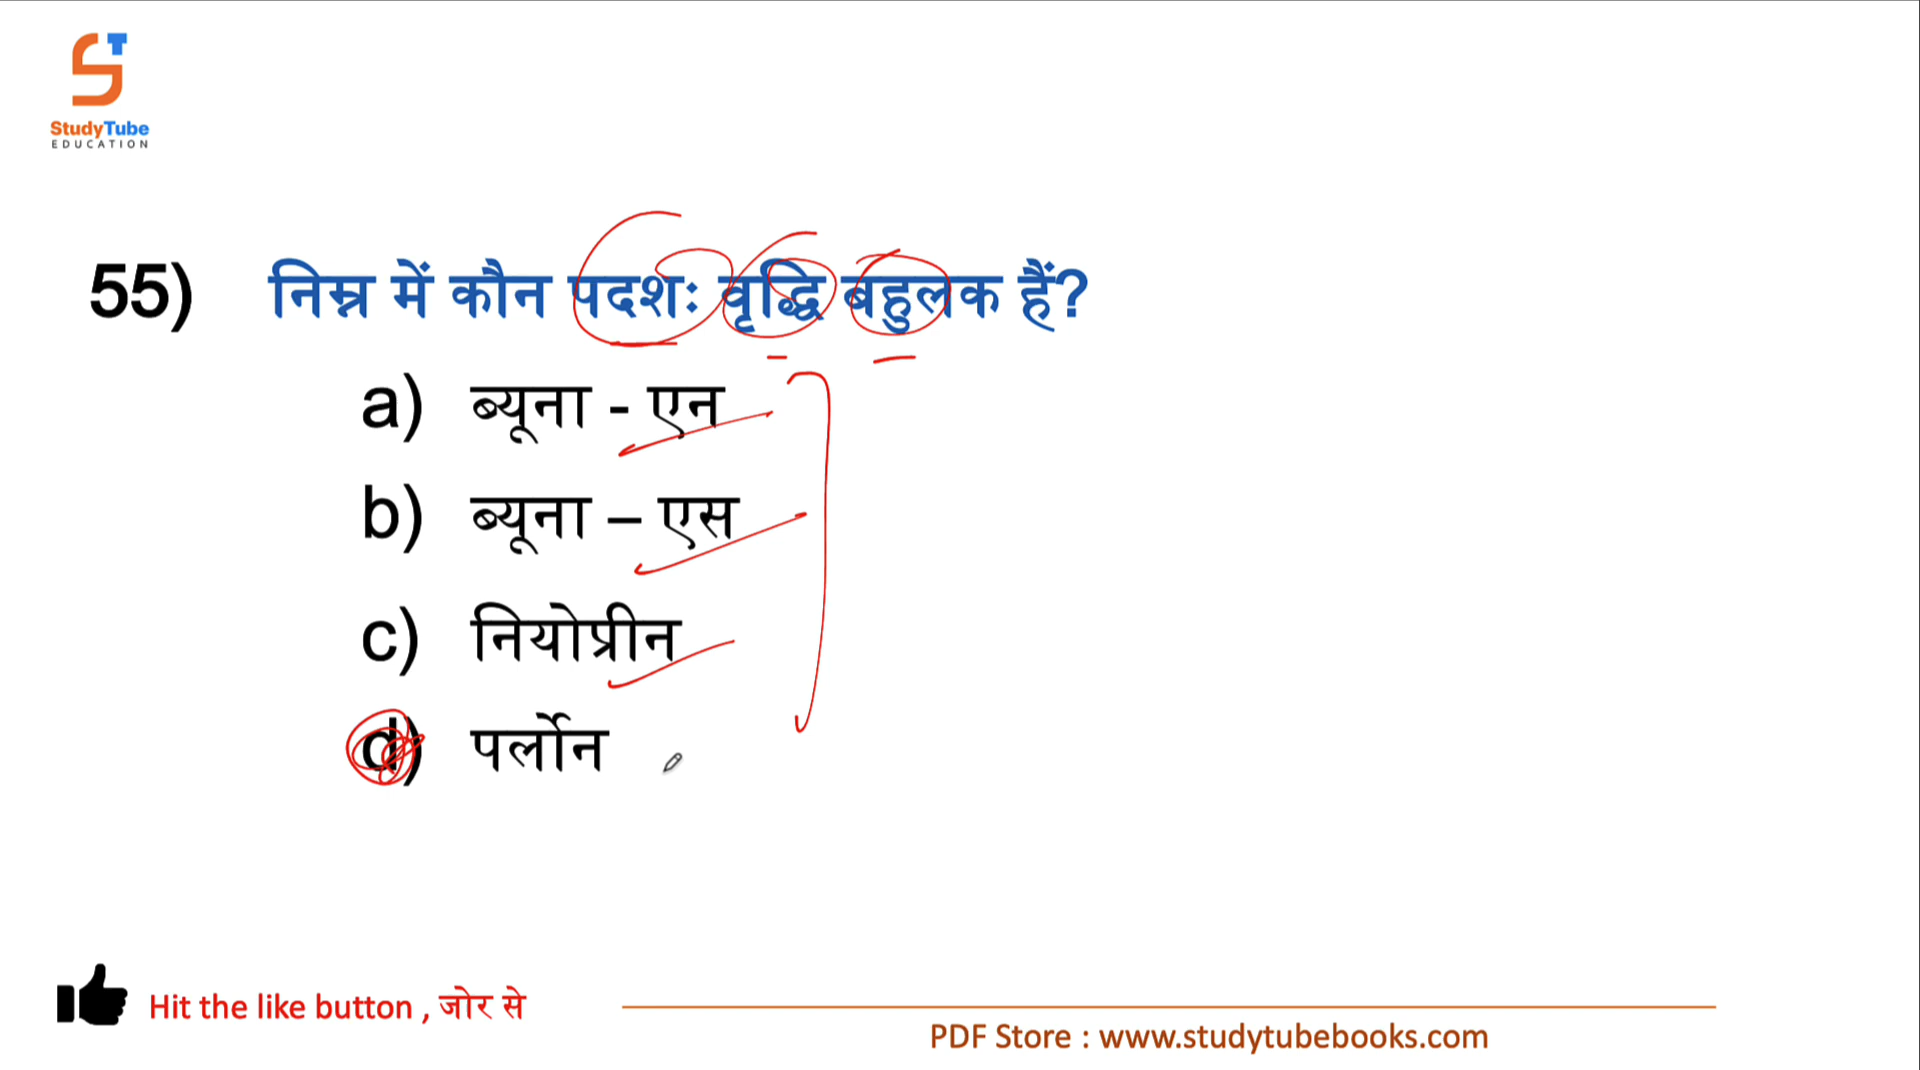 StudyTube
EDUCATION
55) निम्न में कौन पदशः वृद्धि बहुलक हैं?
a) ब्यूना - एन
b) ब्यूना – एस
c) नियोप्रीन
d) पर्लोन
Hit the like button , जोर से
PDF Store : www.studytubebooks.com